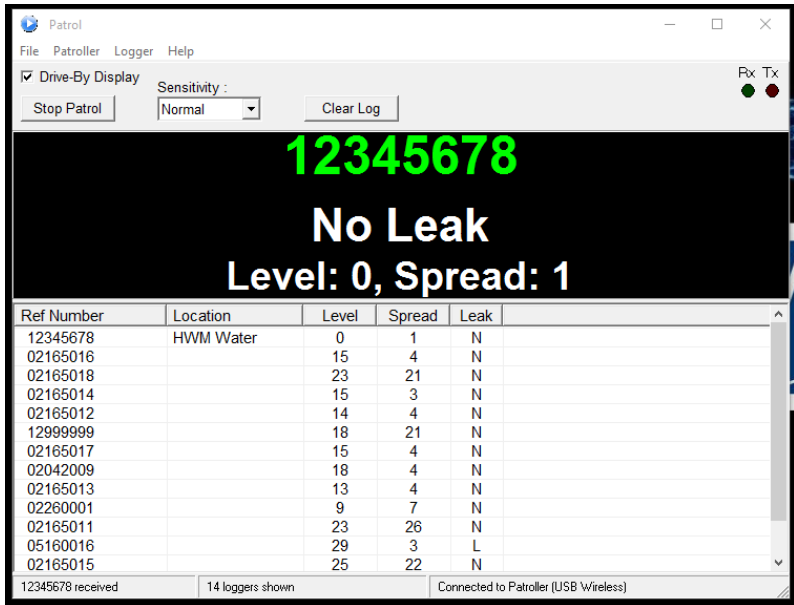 Patrol
File Patroller Logger Help
Drive-By Display
Sensitivity :
Rx Tx
Stop Patrol Normal Clear Log
12345678
No Leak
Level: 0, Spread: 1
Ref Number Location Level Spread Leak
12345678 HWM Water 0 1 N
02165016 15 4 N
02165018 23 21 N
02165014 15 3 N
02165012 14 4 N
12999999 18 21 N
02165017 15 4 N
02042009 18 4 N
02165013 13 4 N
02260001 9 7 N
02165011 23 26 N
05160016 29 3 L
02165015 25 22 N
12345678 received 14 loggers shown Connected to Patroller (USB Wireless)